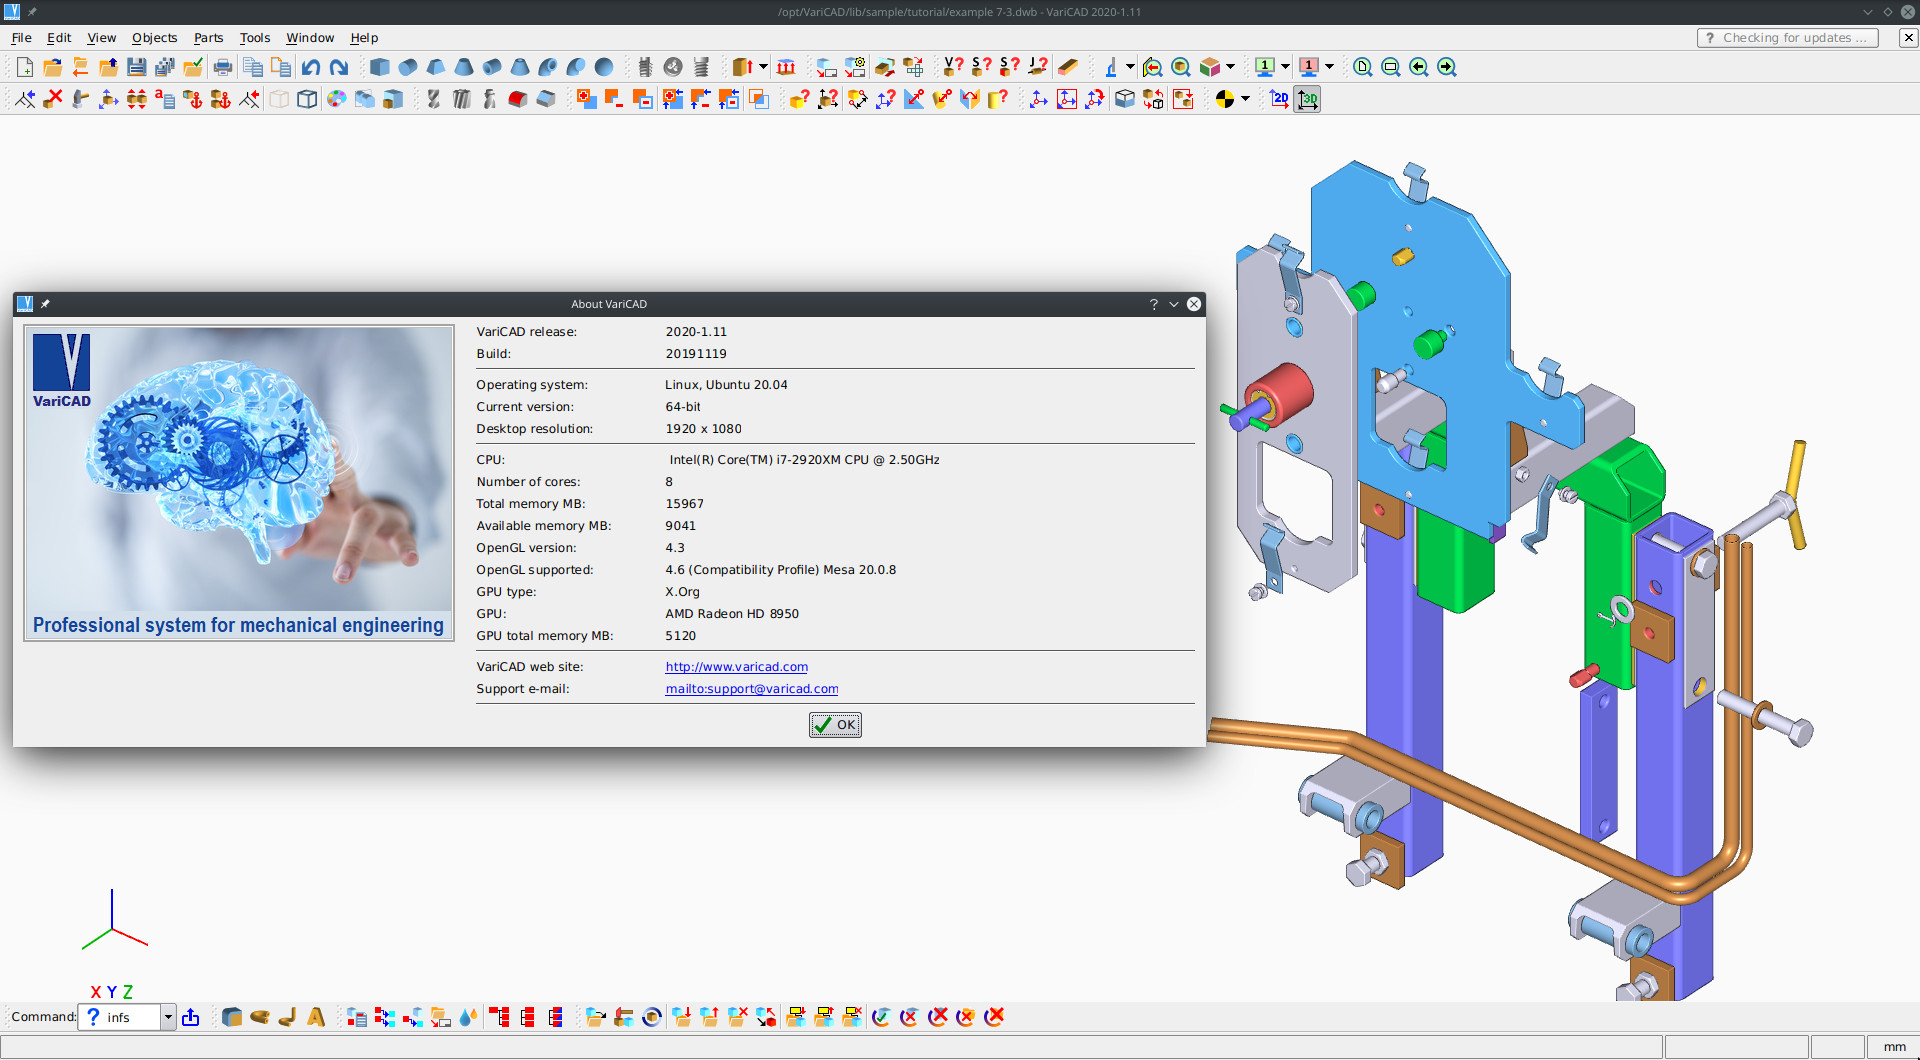 /opt/VariCAD/lib/sample/tutorial/example 7-3.dwb - VariCAD 2020-1.11
File Edit View Objects Parts Tools Window Help
? Checking for updates ...
V? S? S? J? 1 1
2D 3D
About VariCAD
VariCAD
Professional system for mechanical engineering
VariCAD release: 2020-1.11
Build: 20191119
Operating system: Linux, Ubuntu 20.04
Current version: 64-bit
Desktop resolution: 1920 x 1080
CPU: Intel(R) Core(TM) i7-2920XM CPU @ 2.50GHz
Number of cores: 8
Total memory MB: 15967
Available memory MB: 9041
OpenGL version: 4.3
OpenGL supported: 4.6 (Compatibility Profile) Mesa 20.0.8
GPU type: X.Org
GPU: AMD Radeon HD 8950
GPU total memory MB: 5120
VariCAD web site: http://www.varicad.com
Support e-mail: mailto:support@varicad.com
OK
X Y Z
Command: ? infs
mm